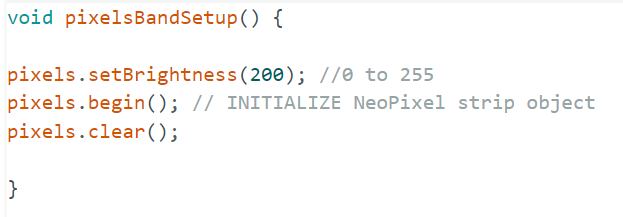 void pixelsBandSetup() {
pixels.setBrightness(200); //0 to 255
pixels.begin(); // INITIALIZE NeoPixel strip object
pixels.clear();
}